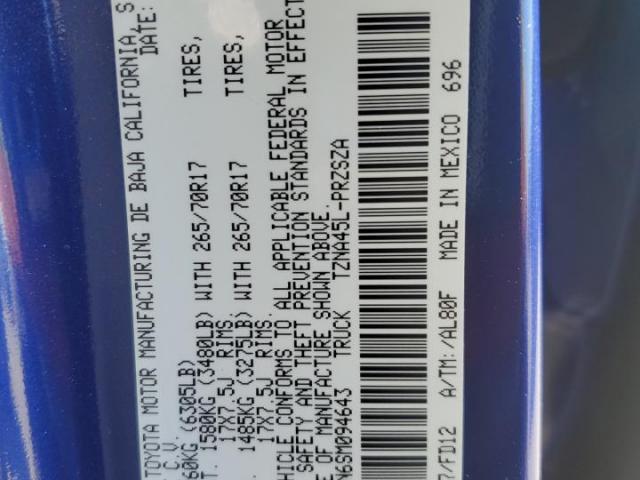 TOYOTA MOTOR MANUFACTURING DE BAJA CALIFORNIA, S
. C.V. DATE:
60KG (6305LB)
T. 1580KG (3480LB) WITH 265/70R17 TIRES,
17X7.5J RIMS.
1485KG (3275LB) WITH 265/70R17 TIRES,
17X7.5J RIMS.
HICLE CONFORMS TO ALL APPLICABLE FEDERAL MOTOR
SAFETY AND THEFT PREVENTION STANDARDS IN EFFECT
E OF MANUFACTURE SHOWN ABOVE.
N6SM094643 TRUCK TZNA45L-PRZSZA
7/FD12 A/TM:/AL80F MADE IN MEXICO 696